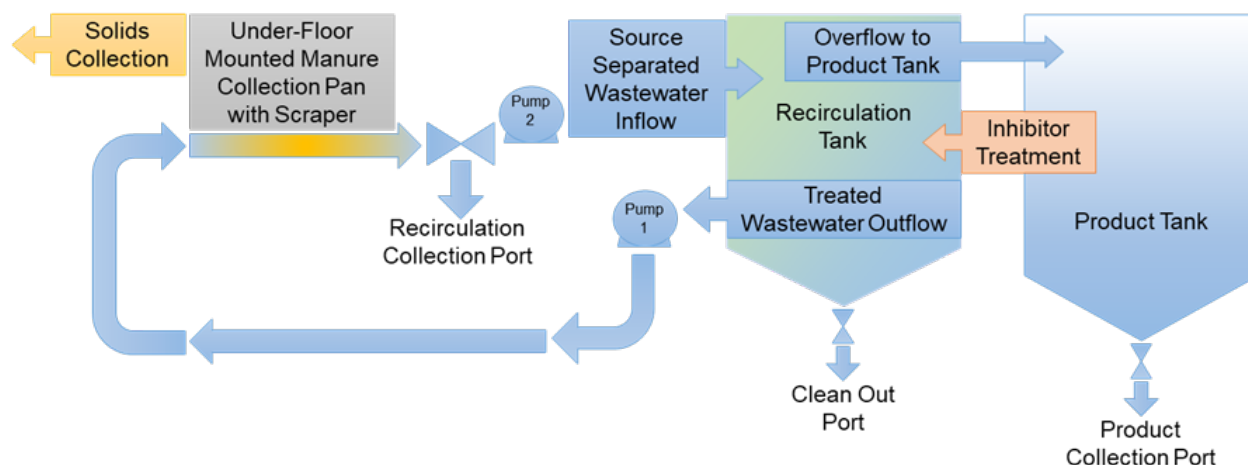 Solids
Collection
Under-Floor
Mounted Manure
Collection Pan
with Scraper
Pump
2
Source
Separated
Wastewater
Inflow
Overflow to
Product Tank
Recirculation
Tank
Inhibitor
Treatment
Treated
Wastewater Outflow
Pump
1
Recirculation
Collection Port
Product Tank
Clean Out
Port
Product
Collection Port